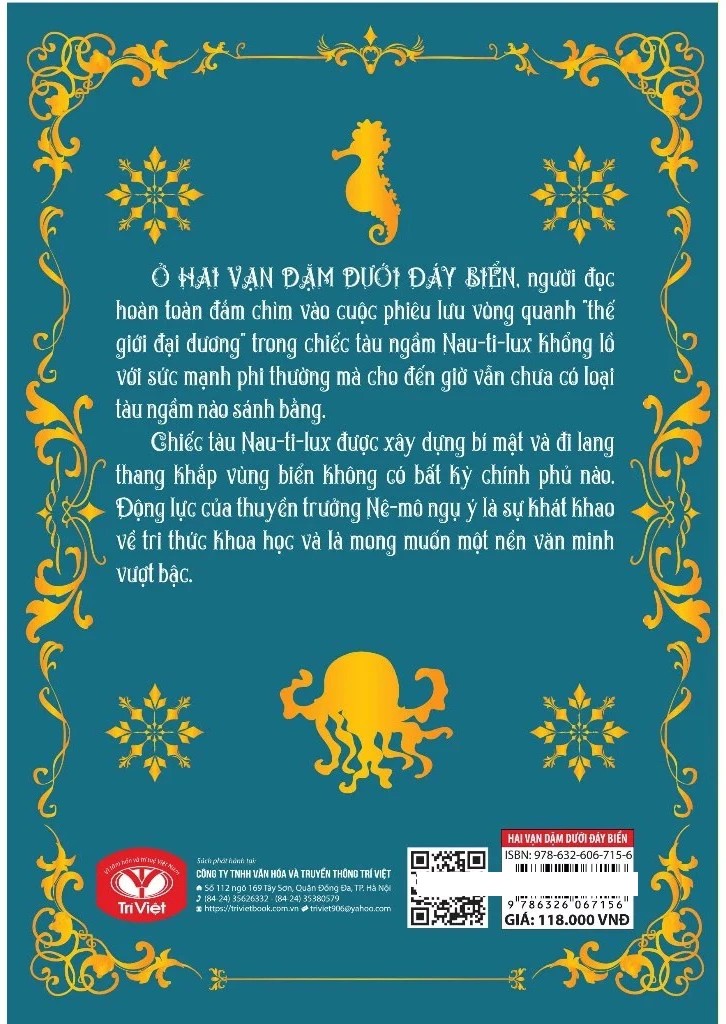 Ở HAI VẠN DẶM DƯỚI ĐÁY BIỂN, người đọc
hoàn toàn đắm chìm vào cuộc phiêu lưu vòng quanh "thế
giới đại dương" trong chiếc tàu ngầm Nau-ti-lux khổng lồ
với sức mạnh phi thường mà cho đến giờ vẫn chưa có loại
tàu ngầm nào sánh bằng.
Chiếc tàu Nau-ti-lux được xây dựng bí mật và đi lang
thang khắp vùng biển không có bất kỳ chính phủ nào.
Động lực của thuyền trưởng Nê-mô ngụ ý là sự khát khao
về tri thức khoa học và là mong muốn một nền văn minh
vượt bậc.
Vì tâm hồn và trí tuệ Việt Nam
Trí Việt
Sách phát hành tại:
CÔNG TY TNHH VĂN HÓA VÀ TRUYỀN THÔNG TRÍ VIỆT
Số 112 ngõ 169 Tây Sơn, Quận Đống Đa, TP. Hà Nội
(84-24) 35626332 - (84-24) 35380579
https://trivietbook.com.vn triviet906@yahoo.com
HAI VẠN DẶM DƯỚI ĐÁY BIỂN
ISBN: 978-632-606-715-6
9 786326 067156
GIÁ: 118.000 VNĐ